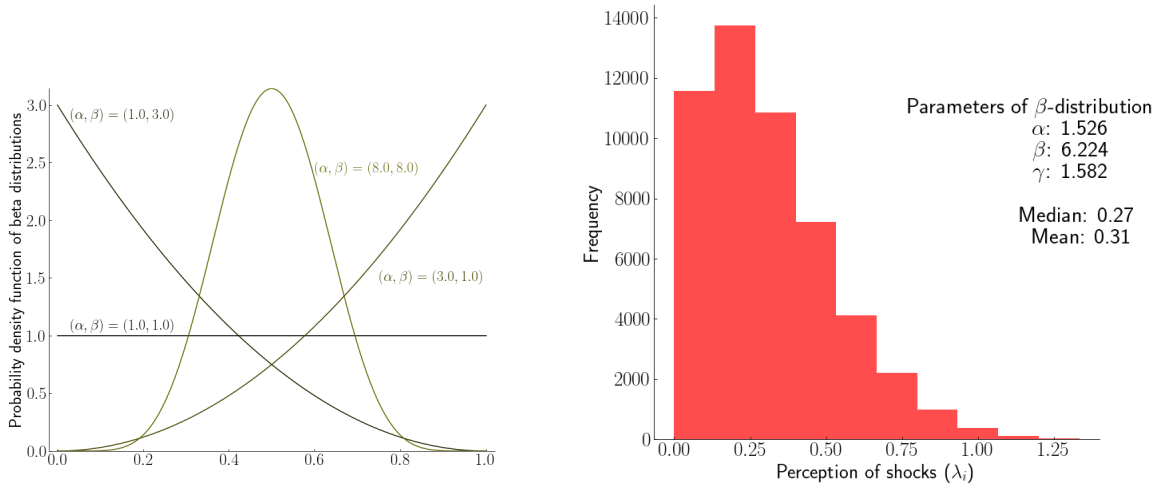 Probability density function of beta distributions
3.0
2.5
2.0
1.5
1.0
0.5
0.0
(α, β) = (1.0, 3.0)
(α, β) = (8.0, 8.0)
(α, β) = (3.0, 1.0)
(α, β) = (1.0, 1.0)
0.0 0.2 0.4 0.6 0.8 1.0
Frequency
14000
12000
10000
8000
6000
4000
2000
0
Parameters of β-distribution
α: 1.526
β: 6.224
γ: 1.582
Median: 0.27
Mean: 0.31
0.00 0.25 0.50 0.75 1.00 1.25
Perception of shocks (λᵢ)